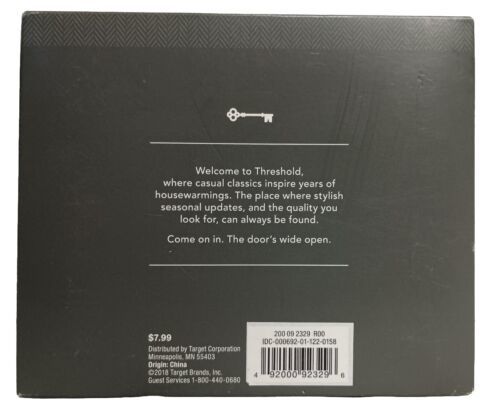 Welcome to Threshold,
where casual classics inspire years of
housewarmings. The place where stylish
seasonal updates, and the quality you
look for, can always be found.
Come on in. The door's wide open.
$7.99
Distributed by Target Corporation
Minneapolis, MN 55403
Origin: China
©2018 Target Brands, Inc.
Guest Services 1-800-440-0680
200 09 2329 R00
IDC-000692-01-122-0158
4 92000 92329 6